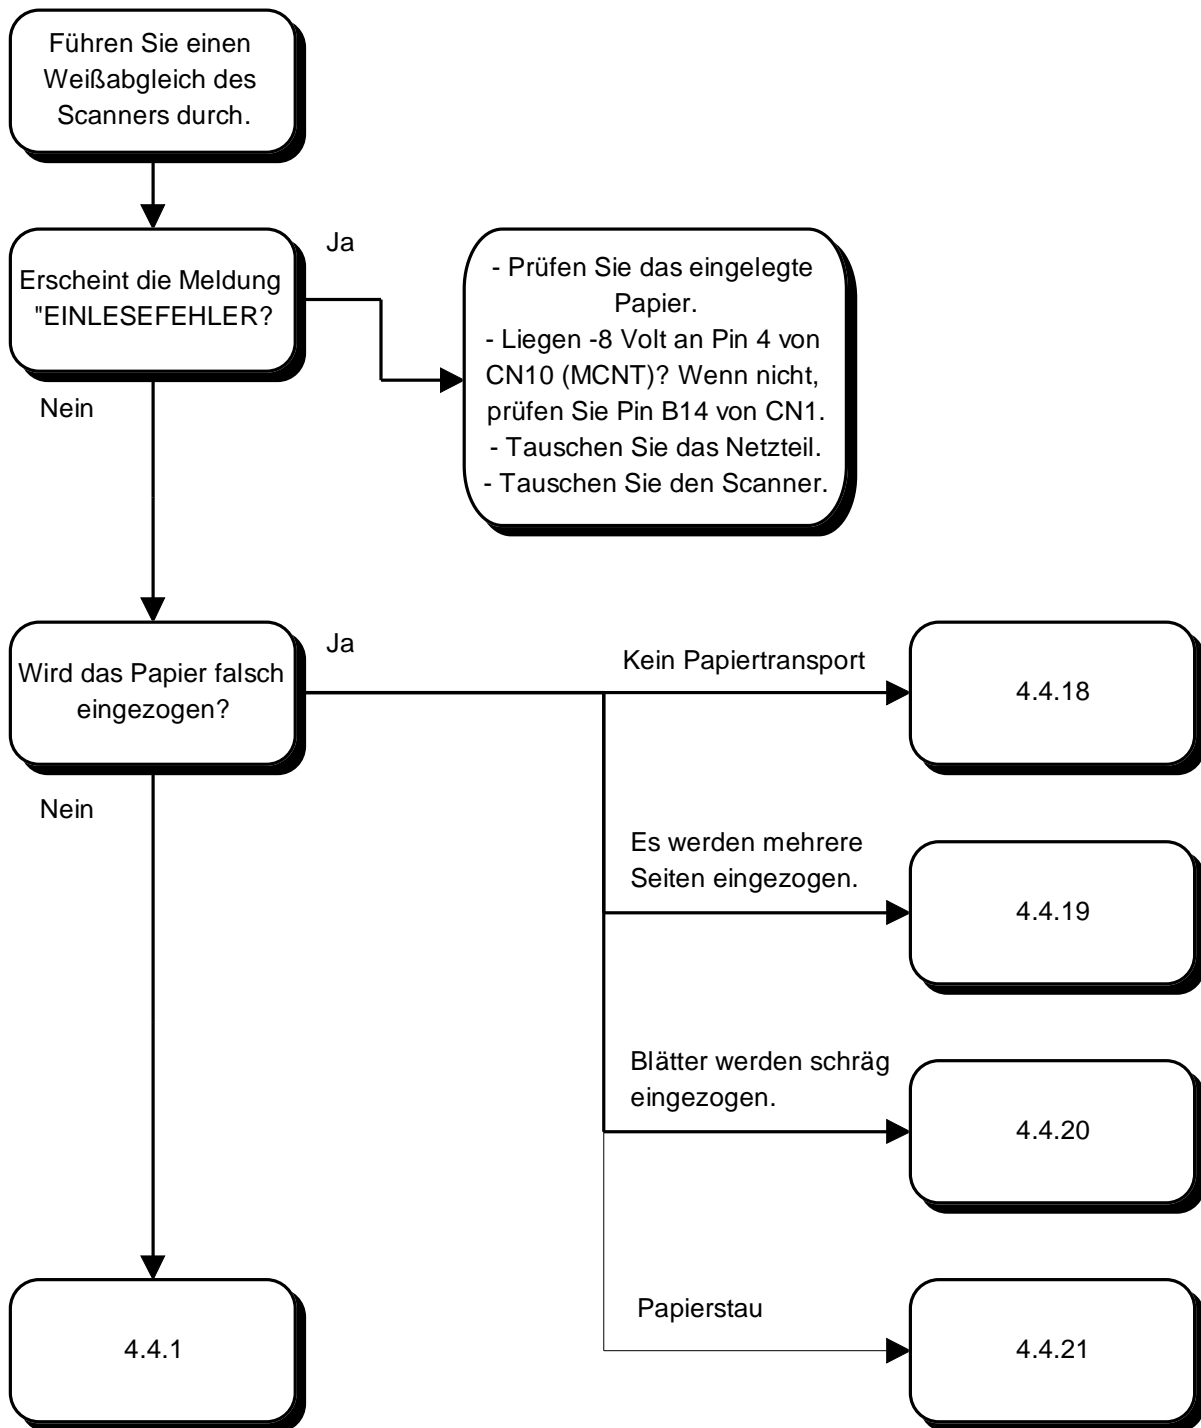 Führen Sie einen
Weißabgleich des
Scanners durch.
Erscheint die Meldung
"EINLESEFEHLER?
Ja
- Prüfen Sie das eingelegte
Papier.
- Liegen -8 Volt an Pin 4 von
CN10 (MCNT)? Wenn nicht,
prüfen Sie Pin B14 von CN1.
- Tauschen Sie das Netzteil.
- Tauschen Sie den Scanner.
Nein
Wird das Papier falsch
eingezogen?
Ja
Kein Papiertransport
4.4.18
Es werden mehrere
Seiten eingezogen.
4.4.19
Blätter werden schräg
eingezogen.
4.4.20
Papierstau
4.4.21
Nein
4.4.1